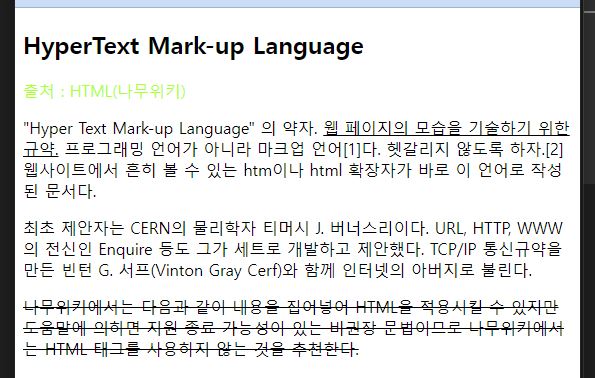 HyperText Mark-up Language
출처 : HTML(나무위키)
"Hyper Text Mark-up Language" 의 약자. 웹 페이지의 모습을 기술하기 위한
규약. 프로그래밍 언어가 아니라 마크업 언어[1]다. 헷갈리지 않도록 하자.[2]
웹사이트에서 흔히 볼 수 있는 htm이나 html 확장자가 바로 이 언어로 작성
된 문서다.
최초 제안자는 CERN의 물리학자 티머시 J. 버너스리이다. URL, HTTP, WWW
의 전신인 Enquire 등도 그가 세트로 개발하고 제안했다. TCP/IP 통신규약을
만든 빈턴 G. 서프(Vinton Gray Cerf)와 함께 인터넷의 아버지로 불린다.
나무위키에서는 다음과 같이 내용을 집어넣어 HTML을 적용시킬 수 있지만
도움말에 의하면 지원 종료 가능성이 있는 비권장 문법이므로 나무위키에서
는 HTML 태그를 사용하지 않는 것을 추천한다.